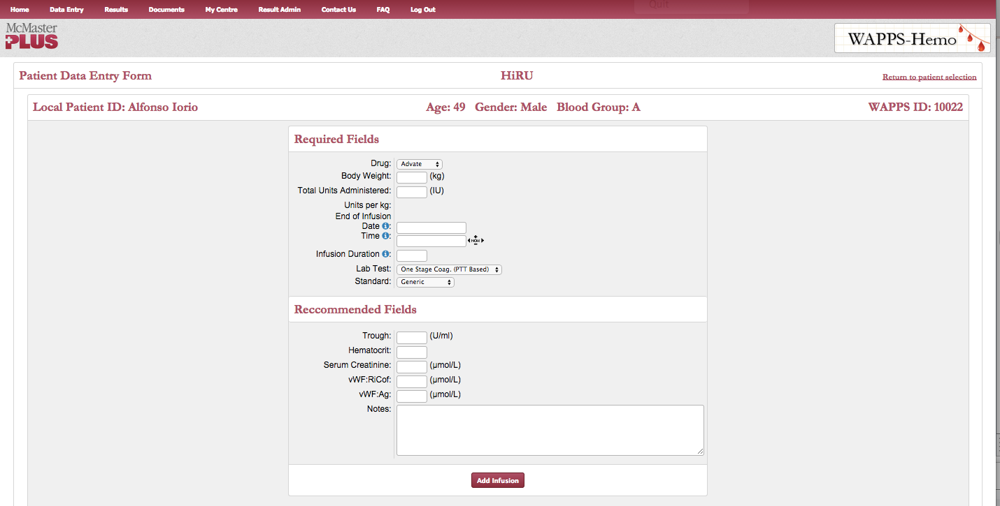 Quit
Home Data Entry Results Documents My Centre Result Admin Contact Us FAQ Log Out
McMaster
PLUS
WAPPS-Hemo
Patient Data Entry Form HiRU Return to patient selection
Local Patient ID: Alfonso Iorio Age: 49 Gender: Male Blood Group: A WAPPS ID: 10022
Required Fields
Drug: Advate
Body Weight: (kg)
Total Units Administered: (IU)
Units per kg:
End of Infusion
Date i:
Time i: NOW
Infusion Duration i:
Lab Test: One Stage Coag. (PTT Based)
Standard: Generic
Reccommended Fields
Trough: (U/ml)
Hematocrit:
Serum Creatinine: (µmol/L)
vWF:RiCof: (µmol/L)
vWF:Ag: (µmol/L)
Notes:
Add Infusion